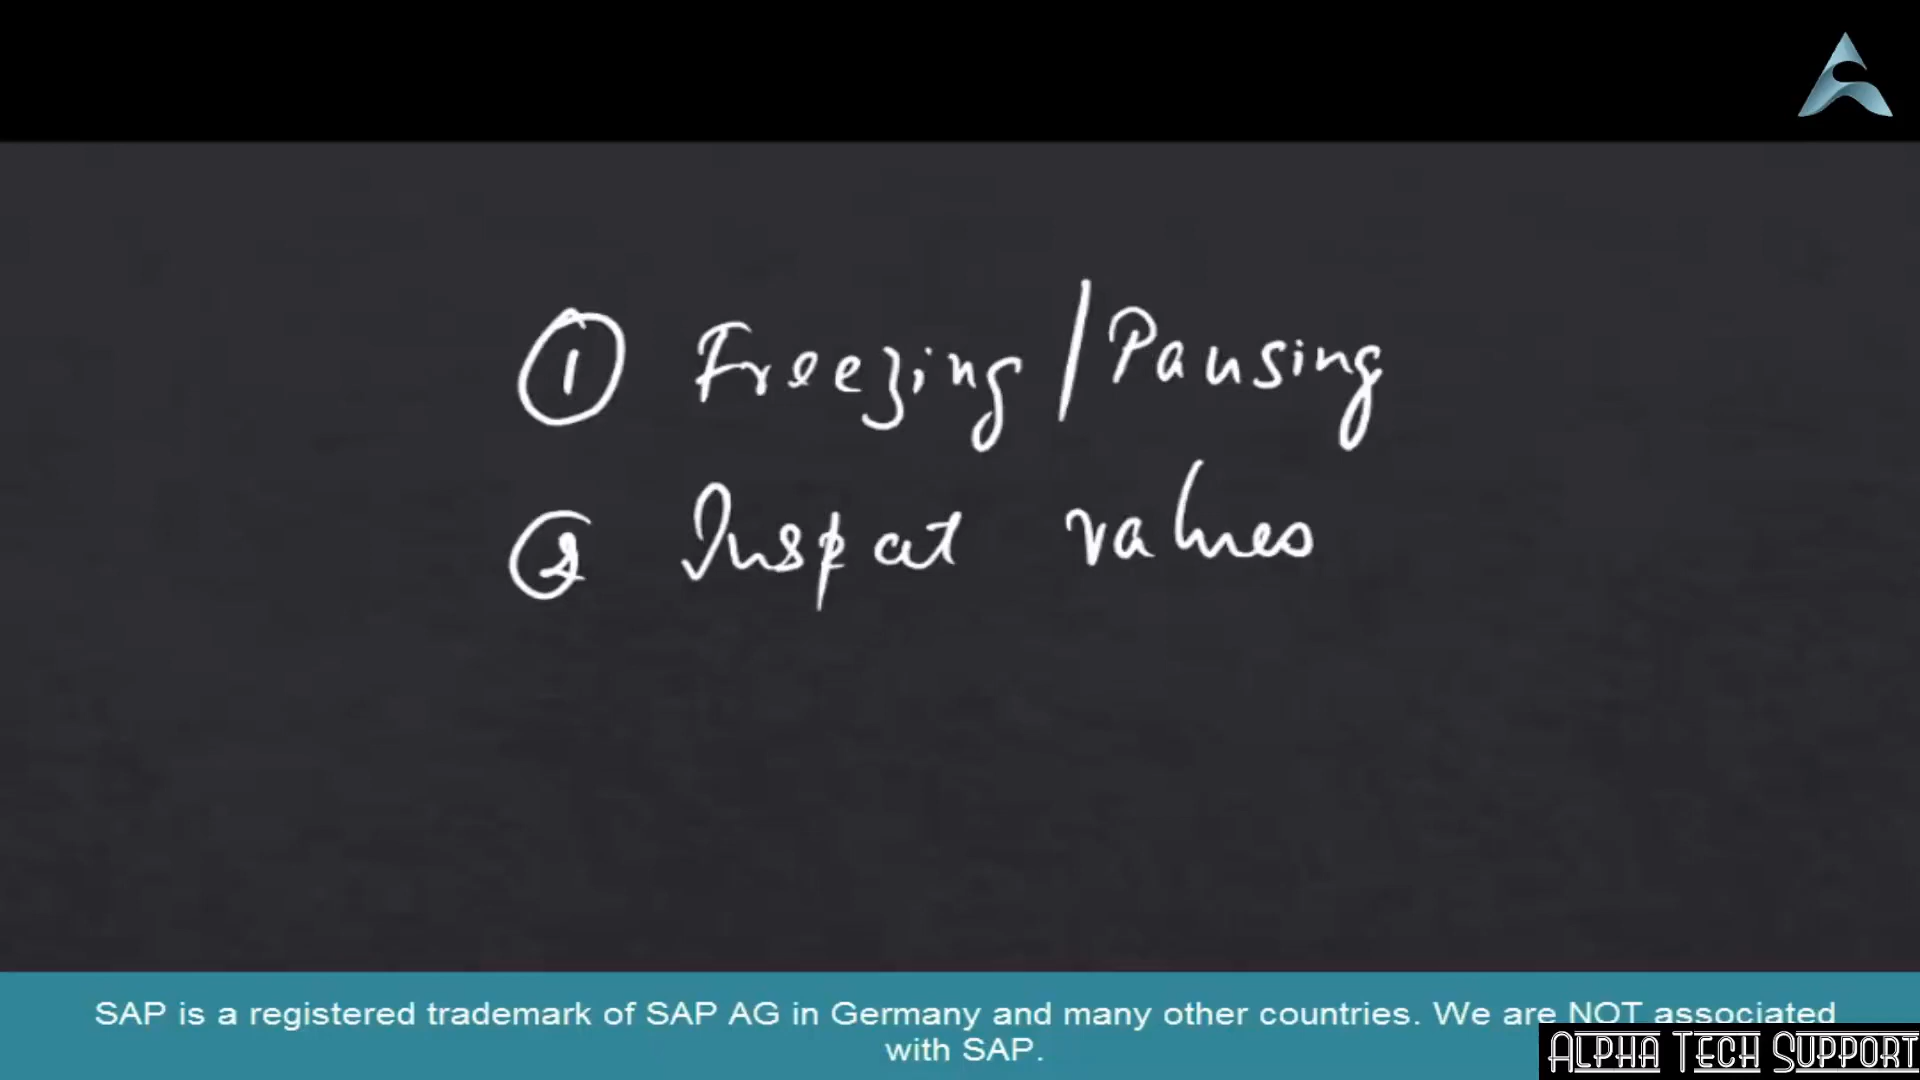 ① Freezing / Pausing
② Inspect values
SAP is a registered trademark of SAP AG in Germany and many other countries. We are NOT associated
with SAP.
ALPHA TECH SUPPORT